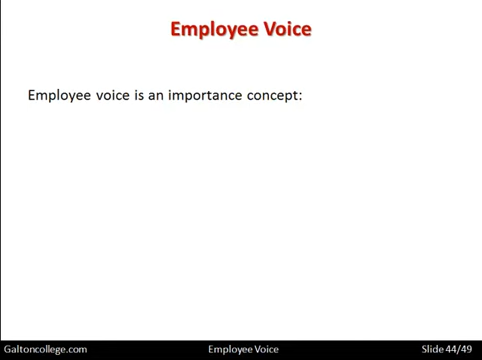 Employee Voice
Employee voice is an importance concept:
Galtoncollege.com Employee Voice Slide 44/49